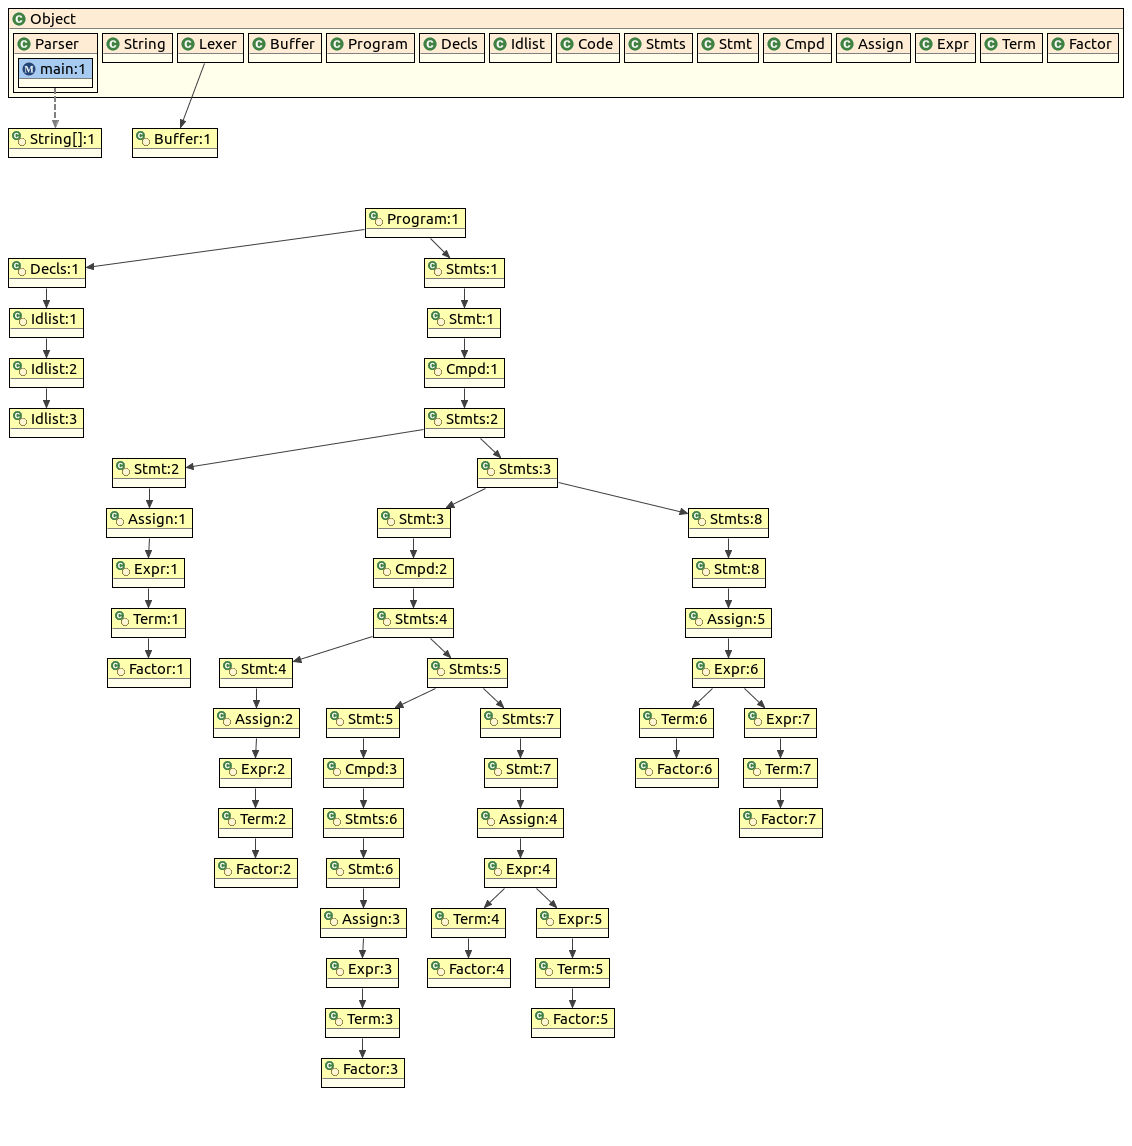 Object
Parser String Lexer Buffer Program Decls Idlist Code Stmts Stmt Cmpd Assign Expr Term Factor
main:1
String[]:1 Buffer:1
Program:1
Decls:1 Stmts:1
Idlist:1 Stmt:1
Idlist:2 Cmpd:1
Idlist:3 Stmts:2
Stmt:2 Stmts:3
Assign:1 Stmt:3 Stmts:8
Expr:1 Cmpd:2 Stmt:8
Term:1 Stmts:4 Assign:5
Factor:1 Stmt:4 Stmts:5 Expr:6
Assign:2 Stmt:5 Stmts:7 Term:6 Expr:7
Expr:2 Cmpd:3 Stmt:7 Factor:6 Term:7
Term:2 Stmts:6 Assign:4 Factor:7
Factor:2 Stmt:6 Expr:4
Assign:3 Term:4 Expr:5
Expr:3 Factor:4 Term:5
Term:3 Factor:5
Factor:3